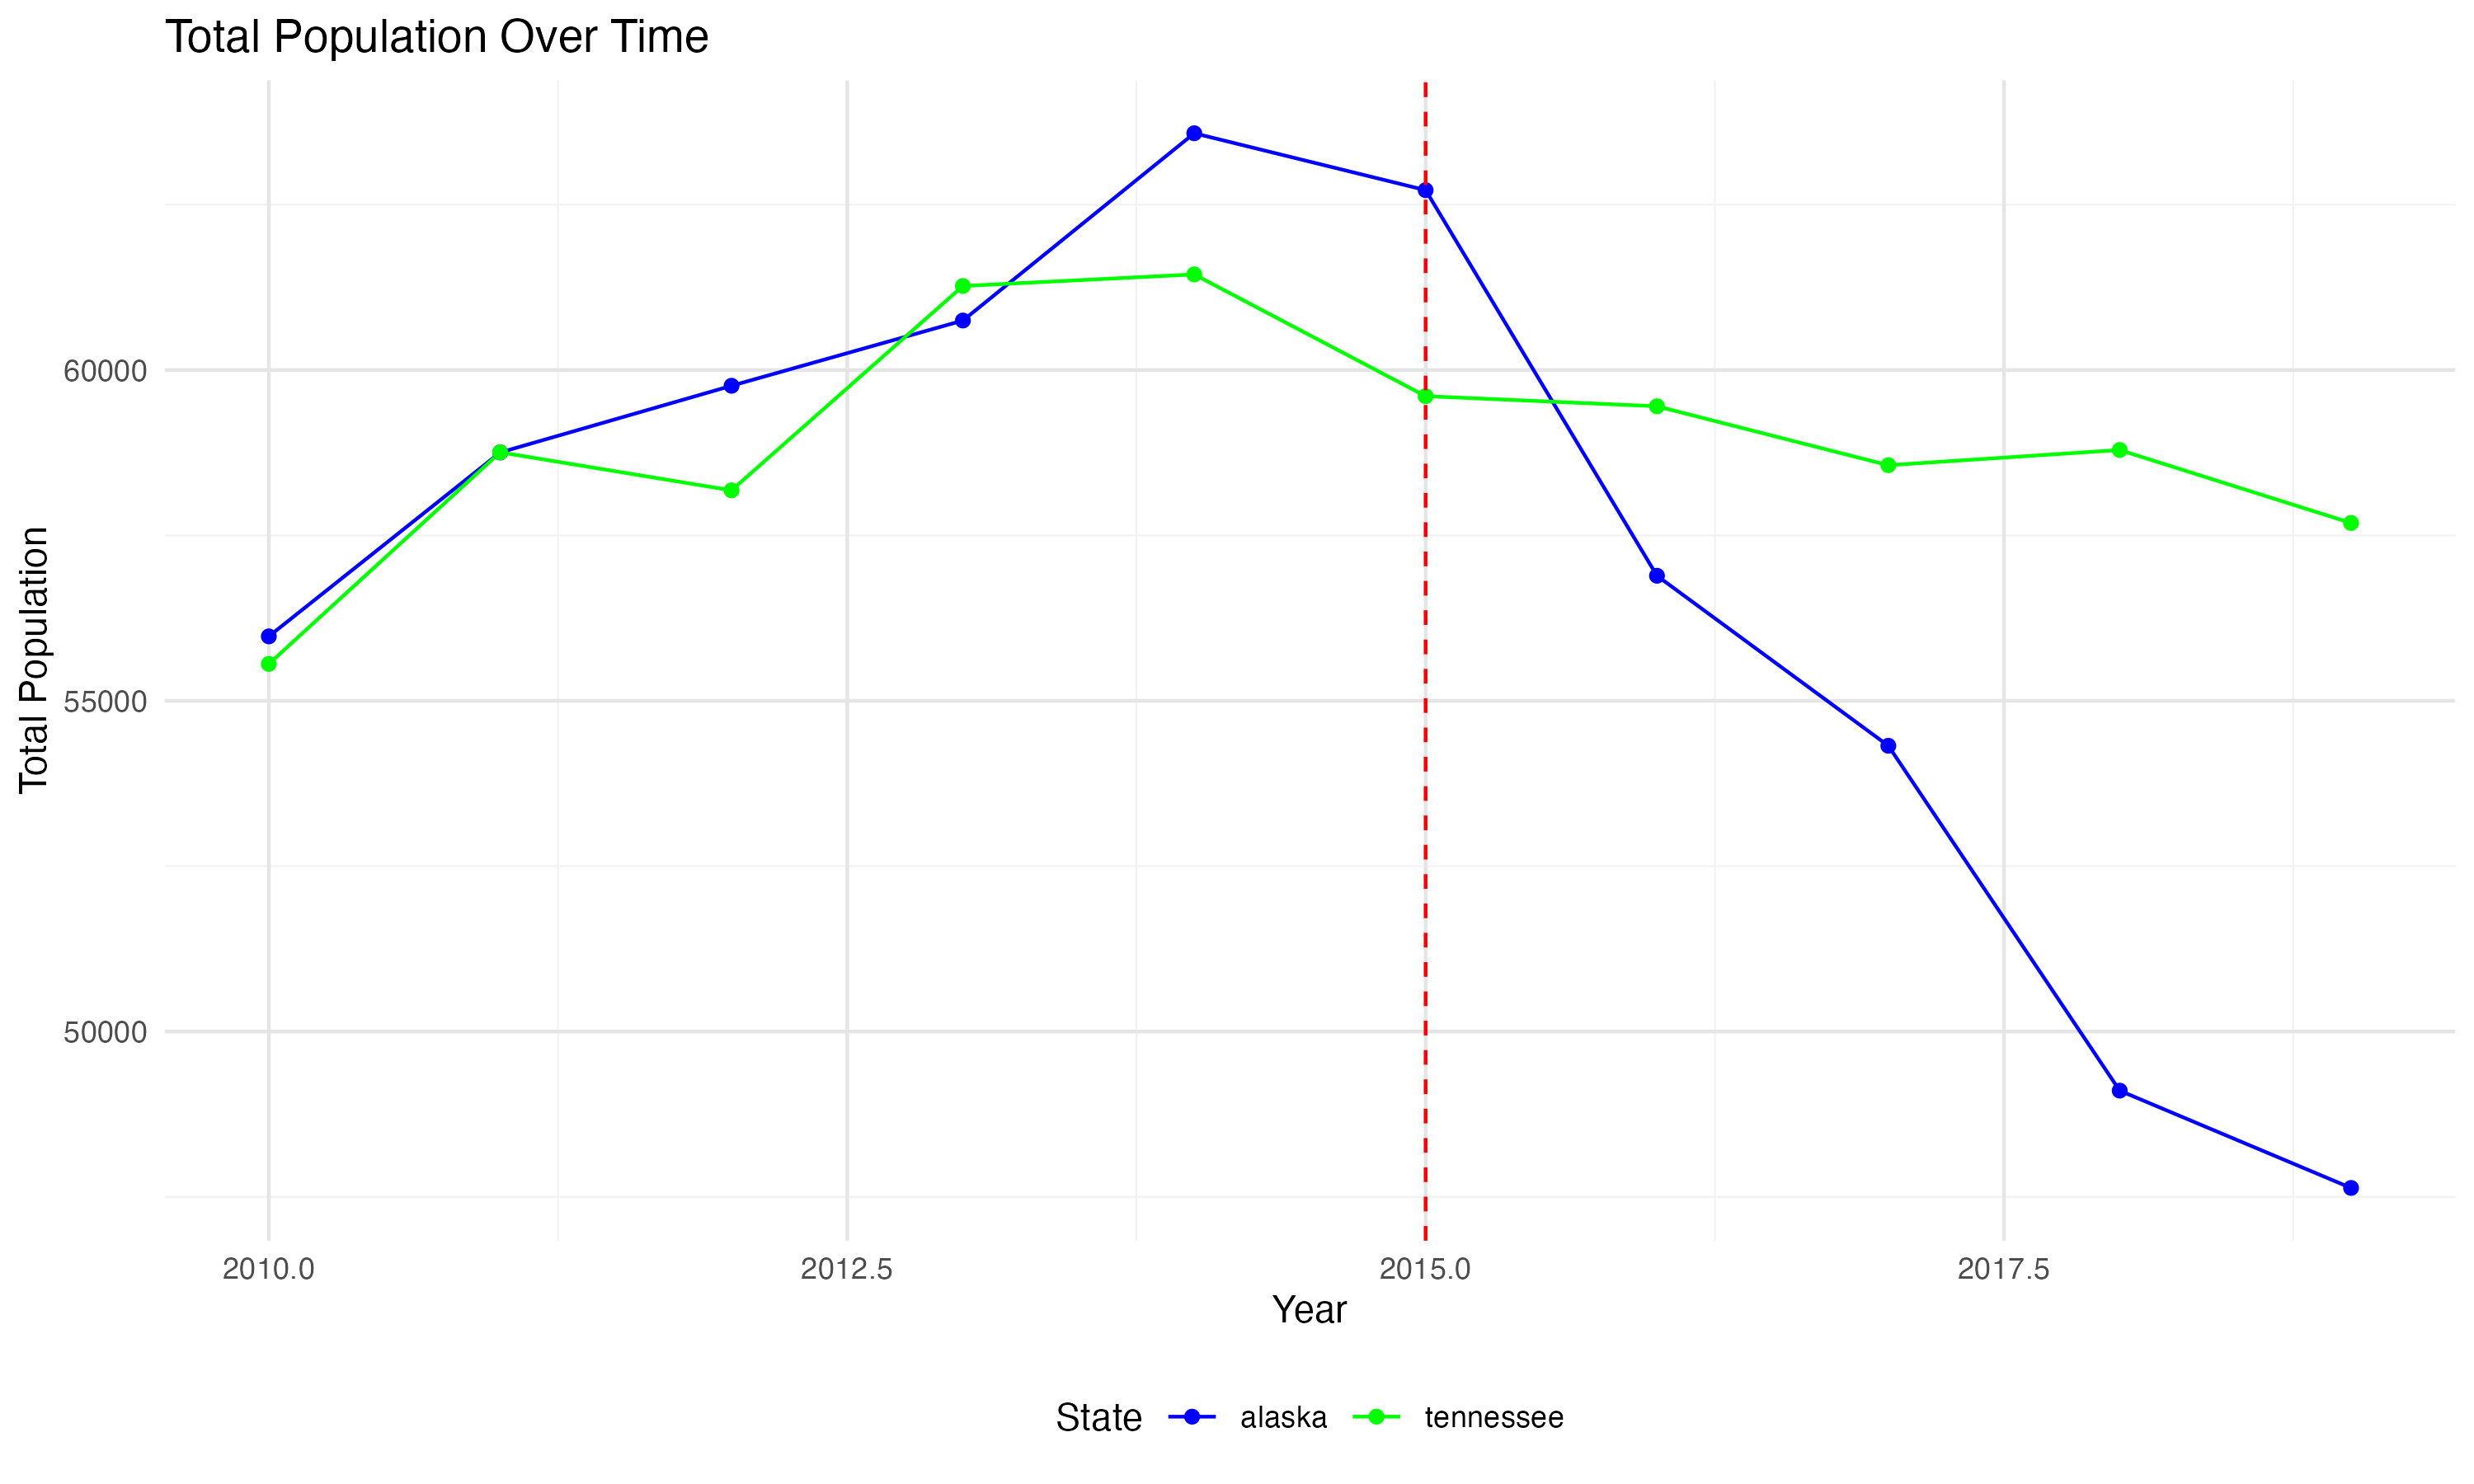 Total Population Over Time
Total Population
60000
55000
50000
2010.0
2012.5
2015.0
2017.5
Year
State alaska tennessee